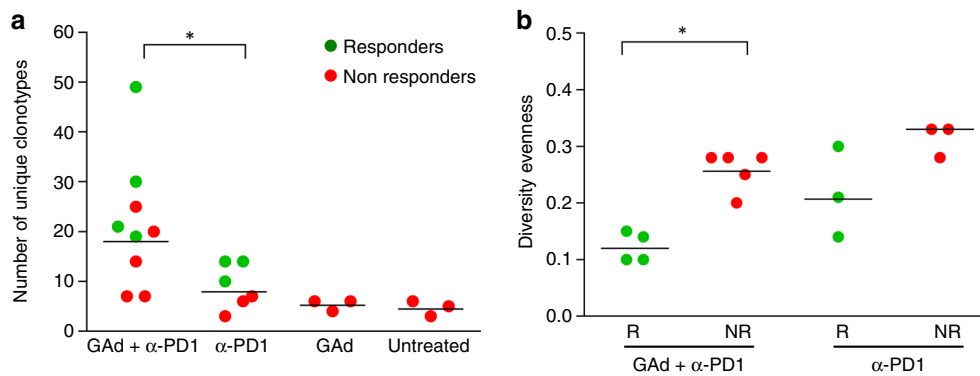 a
Number of unique clonotypes
60
50
40
30
20
10
0
*
Responders
Non responders
GAd + α-PD1
α-PD1
GAd
Untreated
b
Diversity evenness
0.5
0.4
0.3
0.2
0.1
0.0
*
R
NR
R
NR
GAd + α-PD1
α-PD1